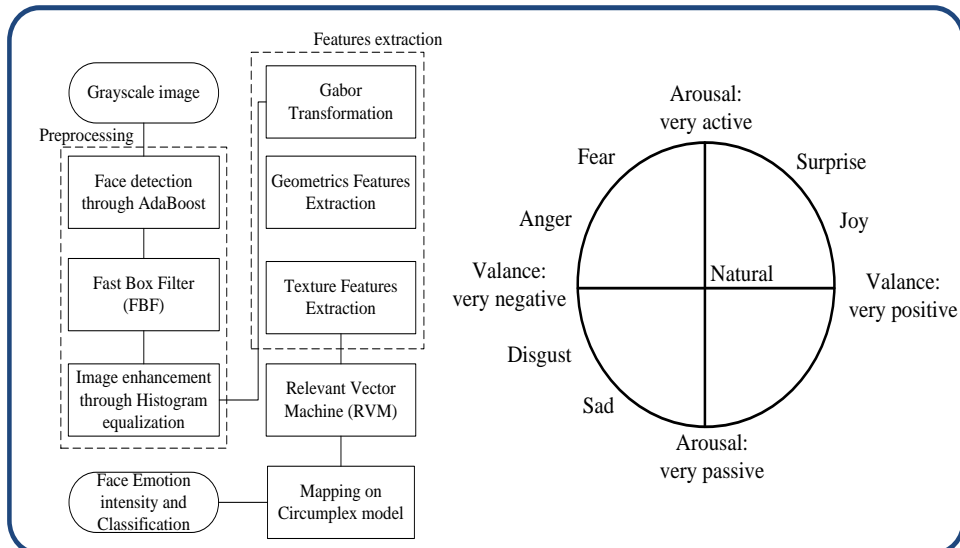 Features extraction
Grayscale image
Preprocessing
Face detection
through AdaBoost
Fast Box Filter
(FBF)
Image enhancement
through Histogram
equalization
Gabor
Transformation
Geometrics Features
Extraction
Texture Features
Extraction
Relevant Vector
Machine (RVM)
Mapping on
Circumplex model
Face Emotion
intensity and
Classification
Arousal:
very active
Fear
Surprise
Anger
Joy
Valance:
very negative
Natural
Valance:
very positive
Disgust
Sad
Arousal:
very passive